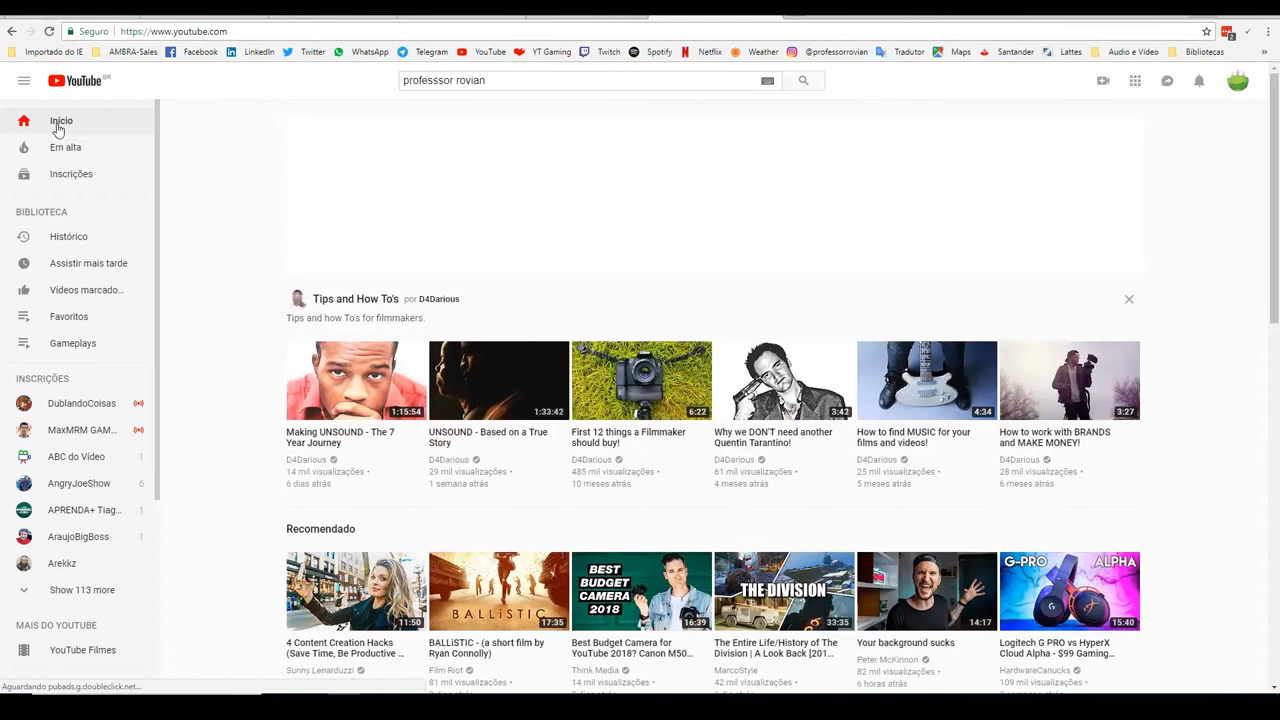 Seguro https://www.youtube.com
Importado do IE AMBRA-Sales Facebook LinkedIn Twitter WhatsApp Telegram YouTube YT Gaming Twitch Spotify Netflix Weather @professorrovian Tradutor Maps Santander Lattes Audio e Vídeo Bibliotecas »
YouTube BR professsor rovian
Início
Em alta
Inscrições
BIBLIOTECA
Histórico
Assistir mais tarde
Vídeos marcado...
Favoritos
Gameplays
INSCRIÇÕES
DublandoCoisas
MaxMRM GAM...
ABC do Vídeo 1
AngryJoeShow 6
APRENDA+ Tiag... 1
AraujoBigBoss 1
Arekkz
Show 113 more
MAIS DO YOUTUBE
YouTube Filmes
Aguardando pubads.g.doubleclick.net...
Tips and How To's por D4Darious
Tips and how To's for filmmakers.
1:15:54
Making UNSOUND - The 7
Year Journey
D4Darious
14 mil visualizações •
6 dias atrás
1:33:42
UNSOUND - Based on a True
Story
D4Darious
29 mil visualizações •
1 semana atrás
6:22
First 12 things a Filmmaker
should buy!
D4Darious
485 mil visualizações •
10 meses atrás
3:42
Why we DON'T need another
Quentin Tarantino!
D4Darious
61 mil visualizações •
4 meses atrás
4:34
How to find MUSIC for your
films and videos!
D4Darious
25 mil visualizações •
5 meses atrás
3:27
How to work with BRANDS
and MAKE MONEY!
D4Darious
28 mil visualizações •
6 meses atrás
Recomendado
11:50
4 Content Creation Hacks
(Save Time, Be Productive ...
Sunny Lenarduzzi
BALLiSTIC
17:35
BALLiSTIC - (a short film by
Ryan Connolly)
Film Riot
81 mil visualizações •
BEST
BUDGET
CAMERA
2018
16:39
Best Budget Camera for
YouTube 2018? Canon M50...
Think Media
14 mil visualizações •
THE DIVISION
33:35
The Entire Life/History of The
Division | A Look Back [201...
MarcoStyle
42 mil visualizações •
8:31
Your background sucks
Peter McKinnon
82 mil visualizações •
6 horas atrás
G-PRO ALPHA
15:40
Logitech G PRO vs HyperX
Cloud Alpha - $99 Gaming...
HardwareCanucks
109 mil visualizações •